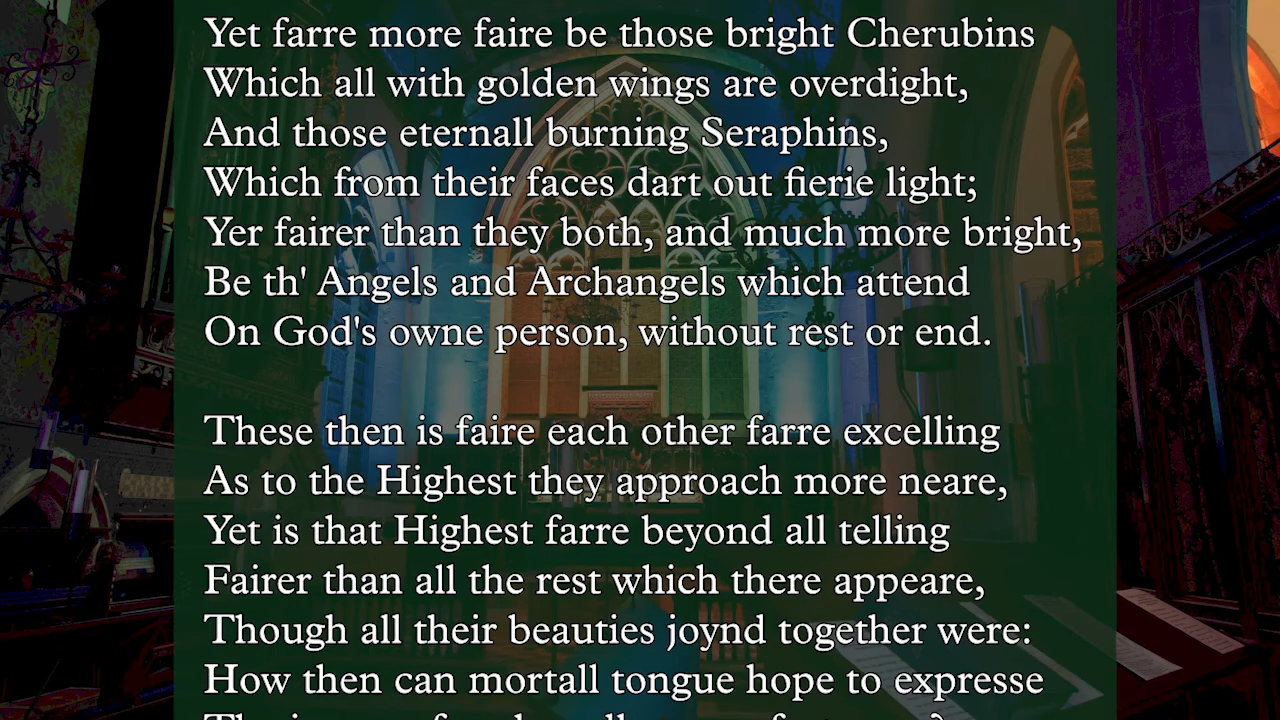 Yet farre more faire be those bright Cherubins
Which all with golden wings are overdight,
And those eternall burning Seraphins,
Which from their faces dart out fierie light;
Yer fairer than they both, and much more bright,
Be th' Angels and Archangels which attend
On God's owne person, without rest or end.
These then is faire each other farre excelling
As to the Highest they approach more neare,
Yet is that Highest farre beyond all telling
Fairer than all the rest which there appeare,
Though all their beauties joynd together were:
How then can mortall tongue hope to expresse